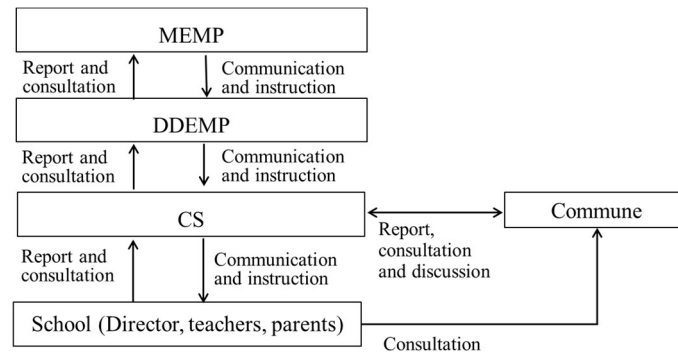 MEMP
Report and
consultation
Communication
and instruction
DDEMP
Report and
consultation
Communication
and instruction
CS
Commune
Report,
consultation
and discussion
Report and
consultation
Communication
and instruction
School (Director, teachers, parents)
Consultation